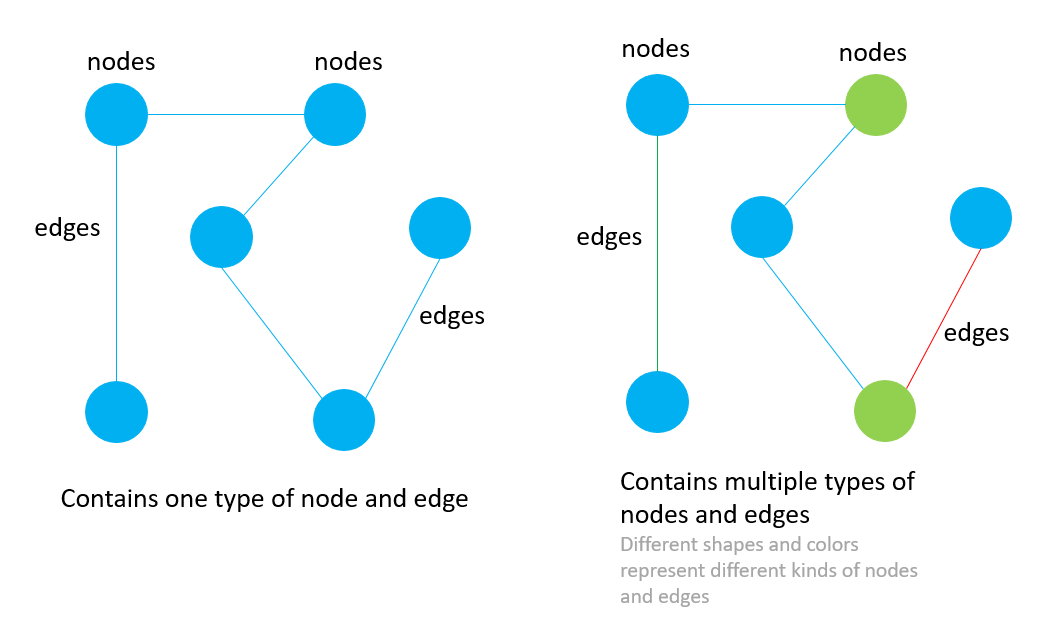 nodes
nodes
edges
edges
Contains one type of node and edge
nodes
nodes
edges
edges
Contains multiple types of
nodes and edges
Different shapes and colors
represent different kinds of nodes
and edges